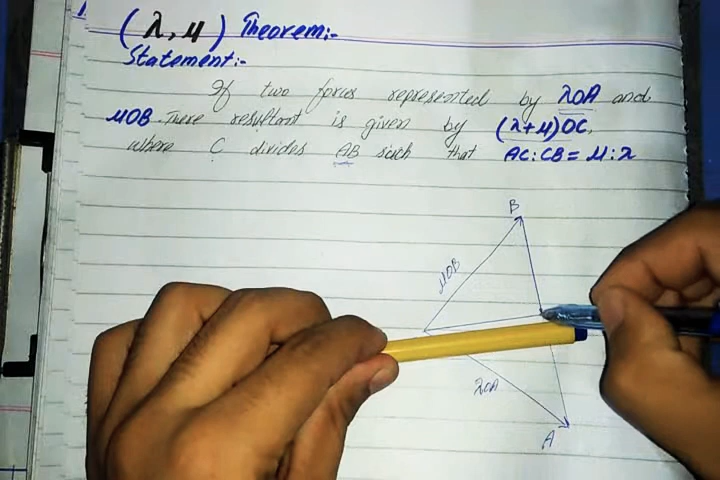 (λ, μ) Theorem:-
Statement:-
If two forces represented by λOA and
μOB. There resultant is given by (λ+μ)OC,
where C divides AB such that AC:CB = μ:λ
B
μOB
λOA
A